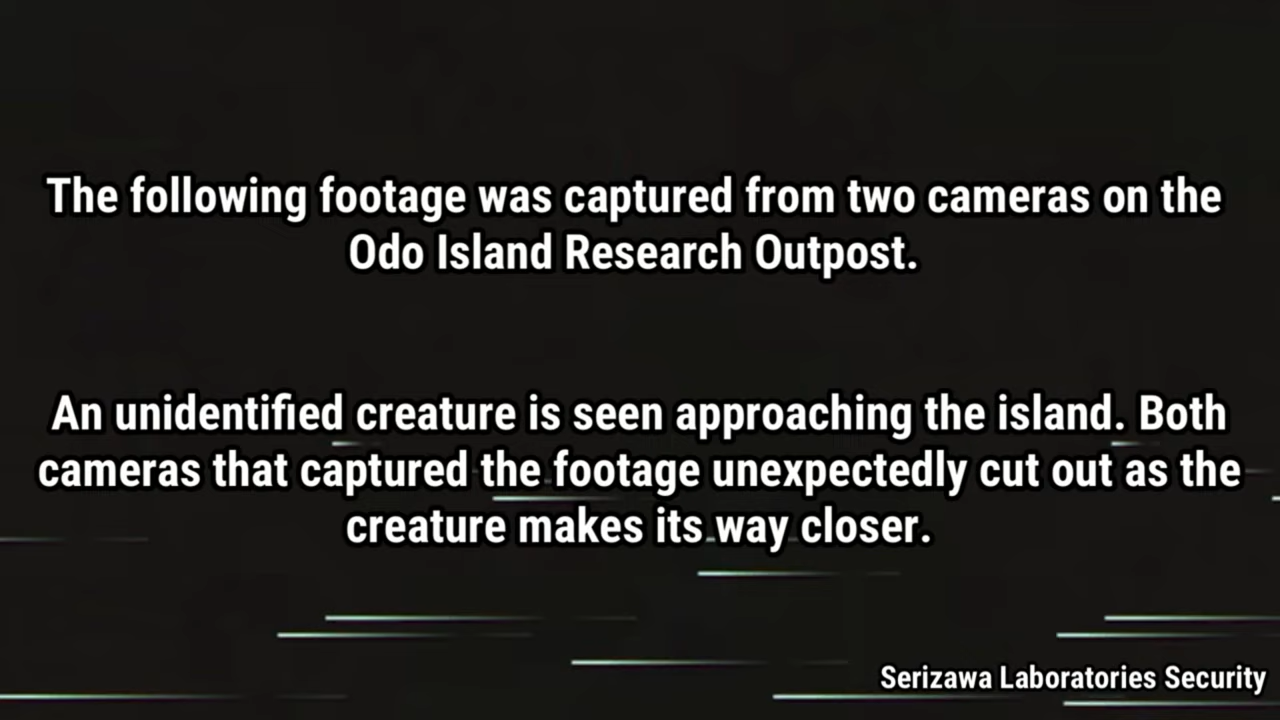 The following footage was captured from two cameras on the
Odo Island Research Outpost.
An unidentified creature is seen approaching the island. Both
cameras that captured the footage unexpectedly cut out as the
creature makes its way closer.
Serizawa Laboratories Security